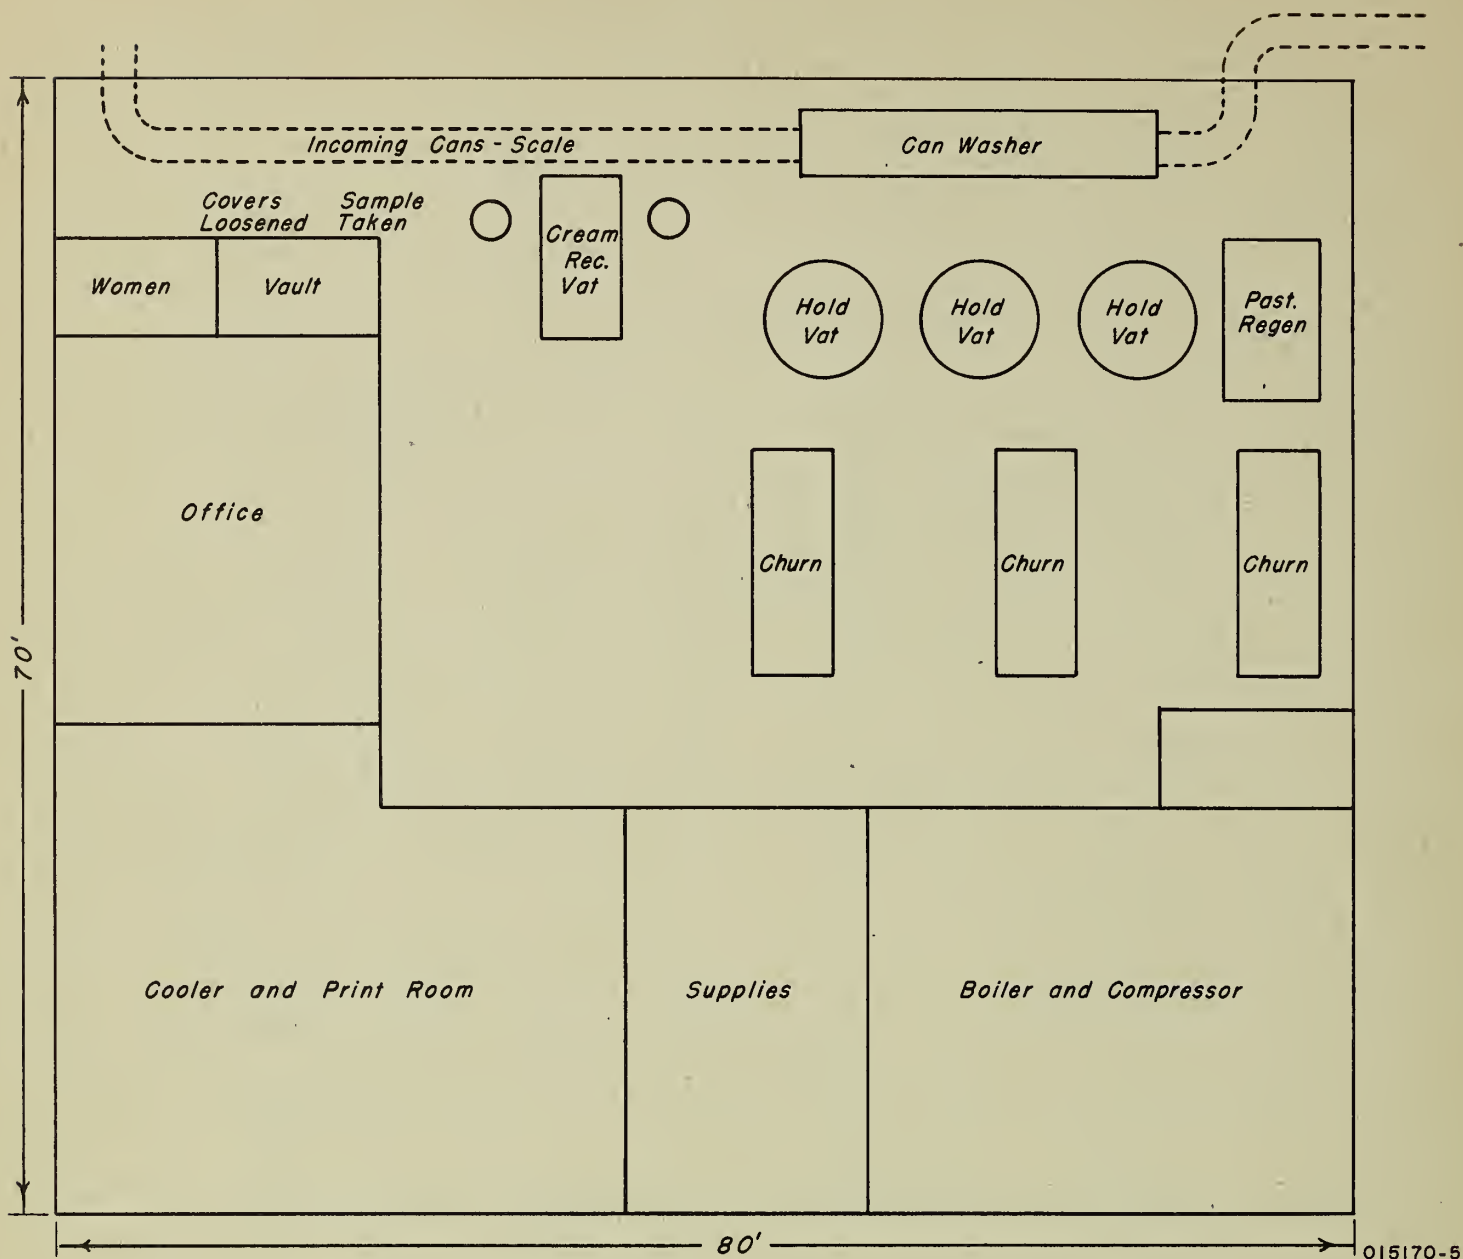 Incoming Cans - Scale
Can Washer
Covers
Loosened
Sample
Taken
Cream
Rec.
Vat
Women
Vault
Hold
Vat
Hold
Vat
Hold
Vat
Past.
Regen
Office
Churn
Churn
Churn
70'
Cooler and Print Room
Supplies
Boiler and Compressor
80'
015170-5